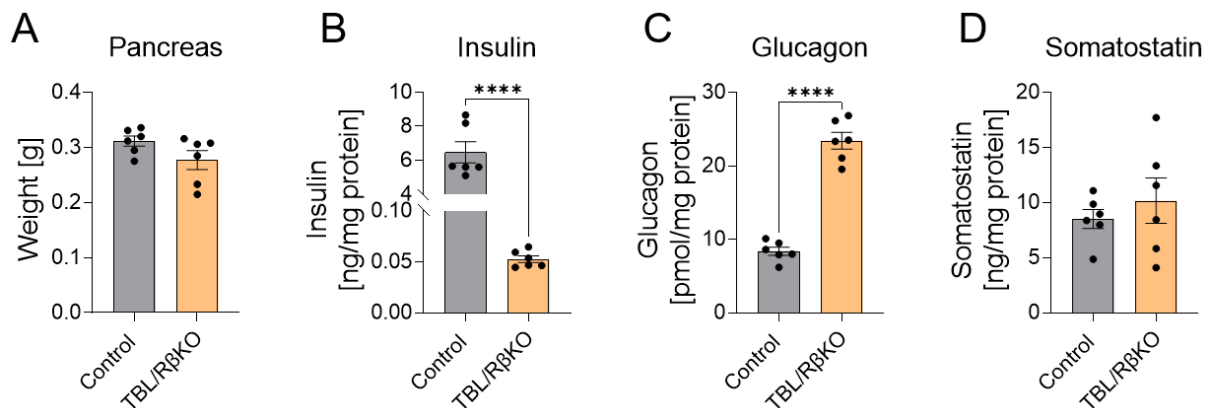 A
Pancreas
Weight [g]
0.4
0.3
0.2
0.1
0.0
Control
TBL/RβKO
B
Insulin
Insulin
[ng/mg protein]
10
8
6
4
0.10
0.05
0.00
****
Control
TBL/RβKO
C
Glucagon
Glucagon
[pmol/mg protein]
30
20
10
0
****
Control
TBL/RβKO
D
Somatostatin
Somatostatin
[ng/mg protein]
20
15
10
5
0
Control
TBL/RβKO